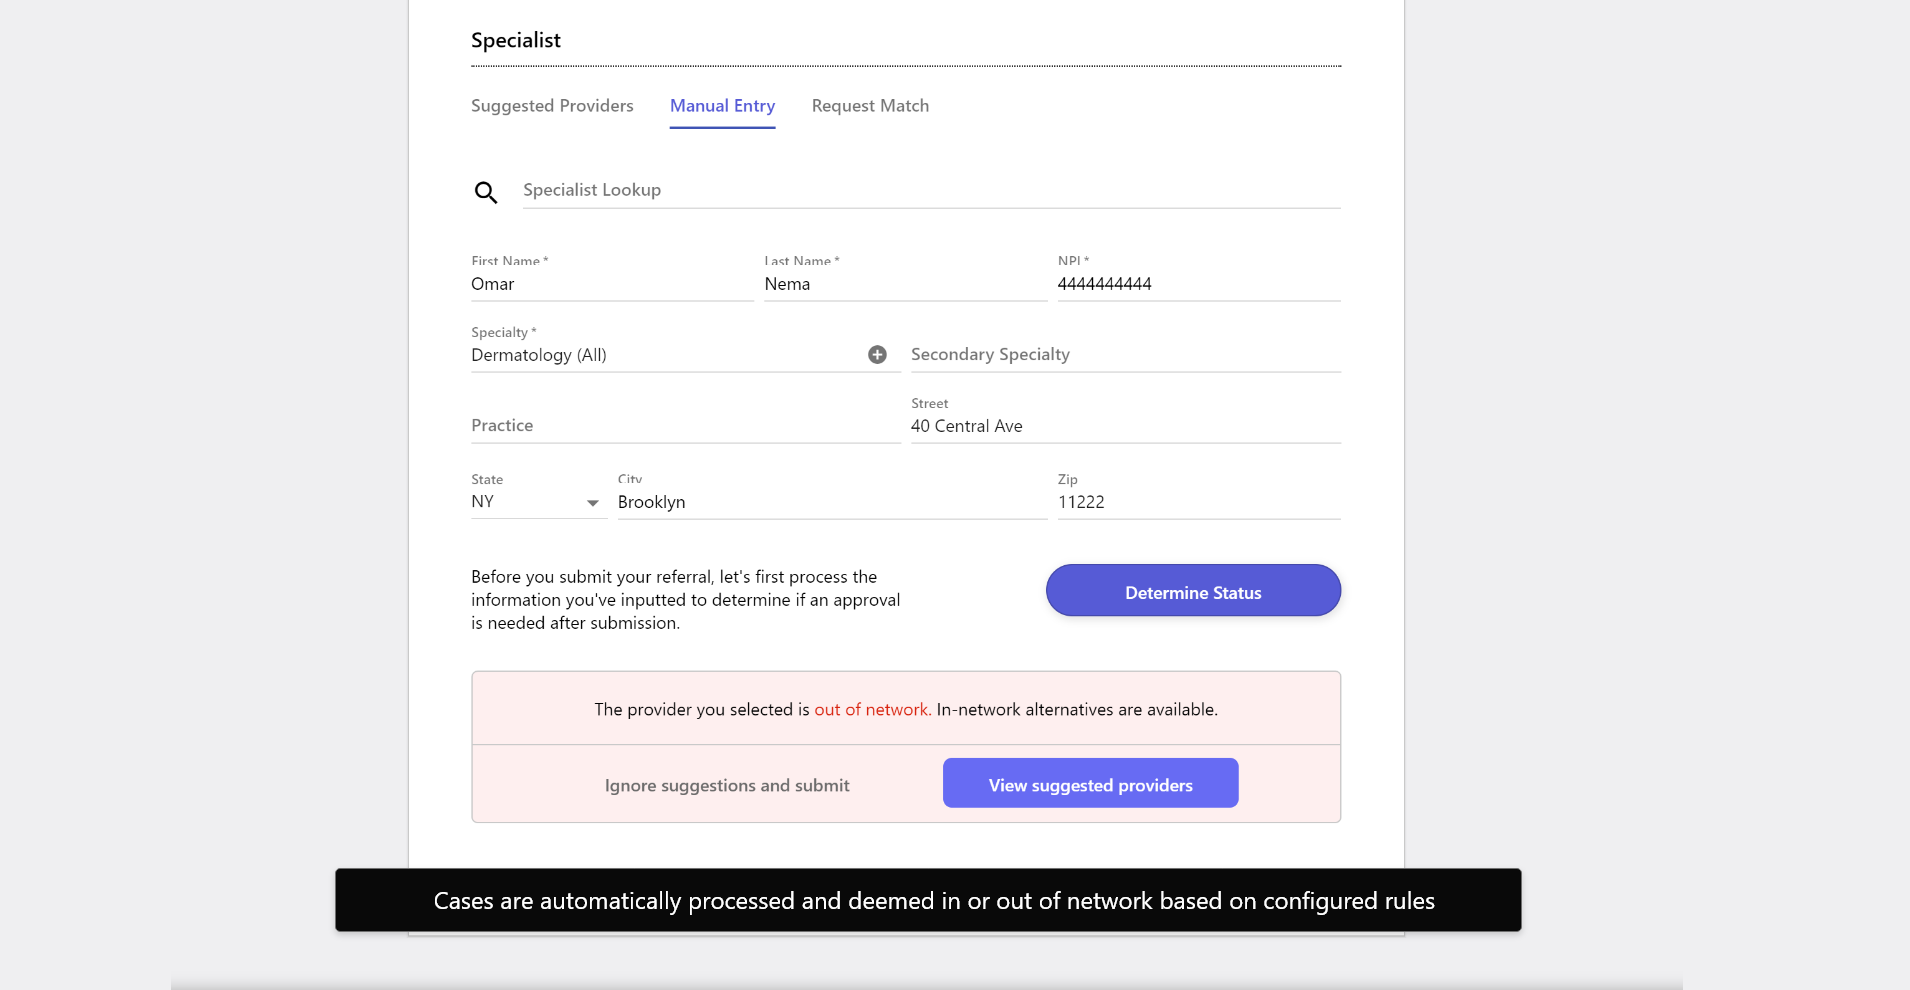 Specialist
Suggested Providers Manual Entry Request Match
Specialist Lookup
First Name * Last Name * NPI *
Omar Nema 4444444444
Specialty *
Dermatology (All) Secondary Specialty
Street
Practice 40 Central Ave
State City Zip
NY Brooklyn 11222
Before you submit your referral, let's first process the
information you've inputted to determine if an approval
is needed after submission.
Determine Status
The provider you selected is out of network. In-network alternatives are available.
Ignore suggestions and submit View suggested providers
Cases are automatically processed and deemed in or out of network based on configured rules